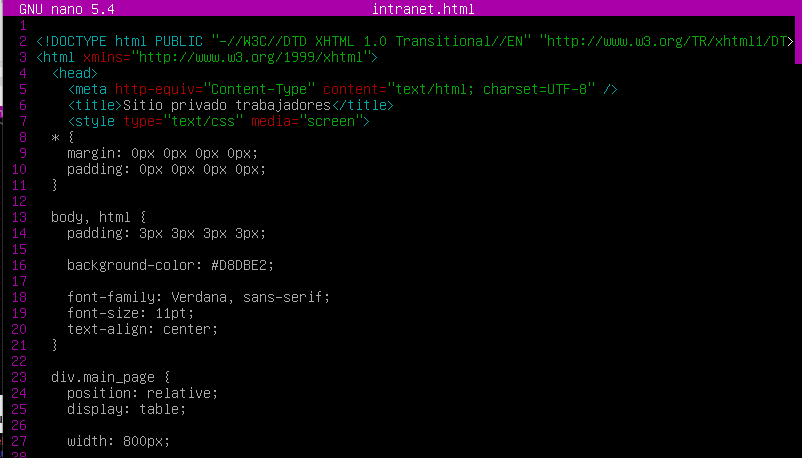 GNU nano 5.4 intranet.html
1
2 <!DOCTYPE html PUBLIC "-//W3C//DTD XHTML 1.0 Transitional//EN" "http://www.w3.org/TR/xhtml1/DT>
3 <html xmlns="http://www.w3.org/1999/xhtml">
4   <head>
5     <meta http-equiv="Content-Type" content="text/html; charset=UTF-8" />
6     <title>Sitio privado trabajadores</title>
7     <style type="text/css" media="screen">
8   * {
9     margin: 0px 0px 0px 0px;
10     padding: 0px 0px 0px 0px;
11   }
12
13   body, html {
14     padding: 3px 3px 3px 3px;
15
16     background-color: #D8DBE2;
17
18     font-family: Verdana, sans-serif;
19     font-size: 11pt;
20     text-align: center;
21   }
22
23   div.main_page {
24     position: relative;
25     display: table;
26
27     width: 800px;
28